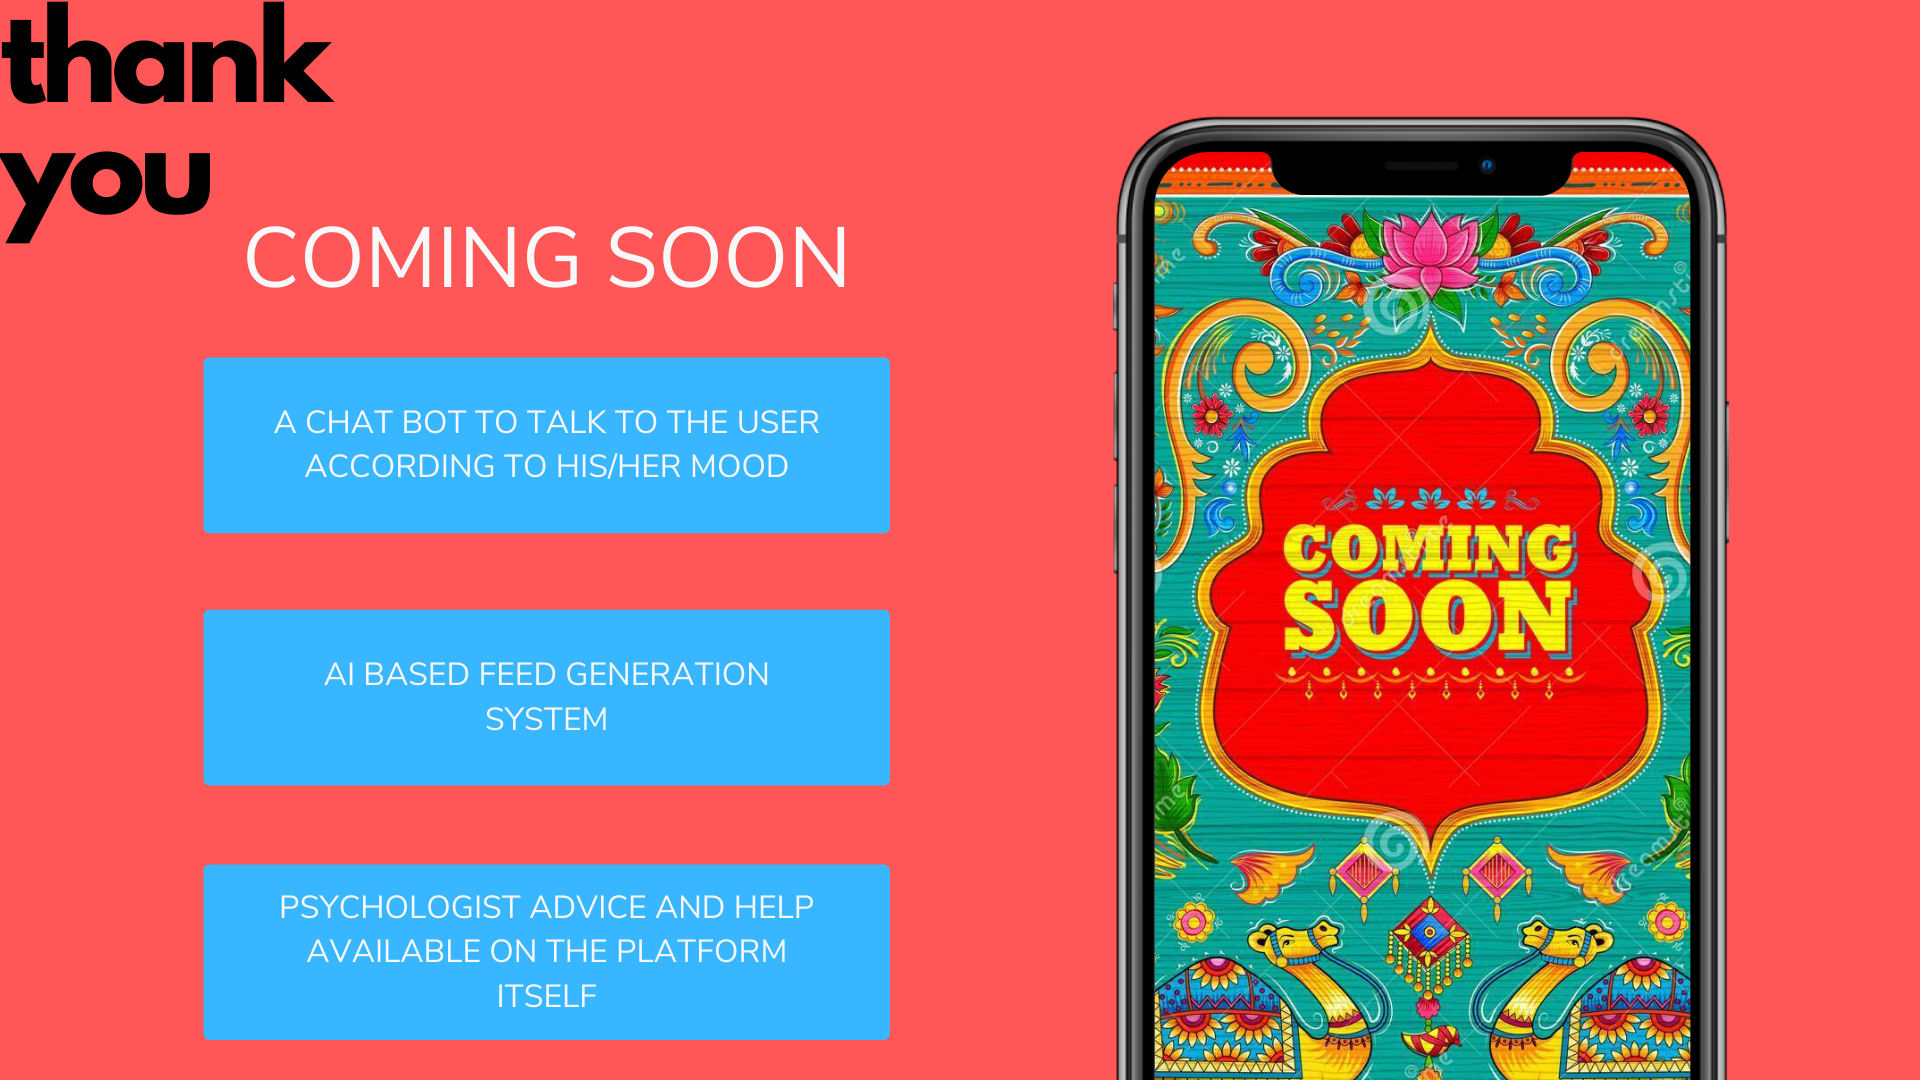 thank
you
COMING SOON
A CHAT BOT TO TALK TO THE USER
ACCORDING TO HIS/HER MOOD
AI BASED FEED GENERATION
SYSTEM
PSYCHOLOGIST ADVICE AND HELP
AVAILABLE ON THE PLATFORM
ITSELF
COMING
SOON
dreamstime